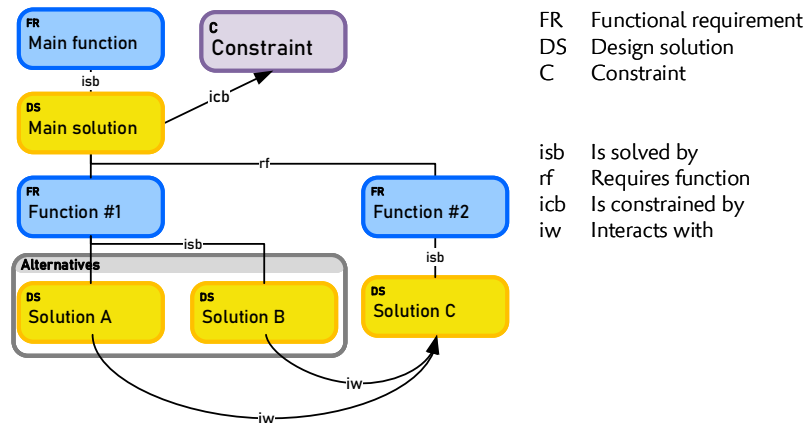 FR
Main function
C
Constraint
isb
icb
DS
Main solution
rf
FR
Function #1
FR
Function #2
isb
isb
Alternatives
DS
Solution A
DS
Solution B
DS
Solution C
iw
iw
FR Functional requirement
DS Design solution
C Constraint
isb Is solved by
rf Requires function
icb Is constrained by
iw Interacts with